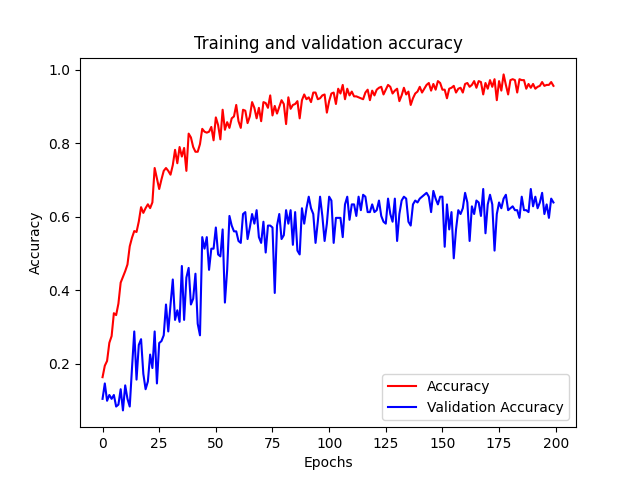 Training and validation accuracy
Accuracy
1.0
0.8
0.6
0.4
0.2
0
25
50
75
100
125
150
175
200
Epochs
Accuracy
Validation Accuracy